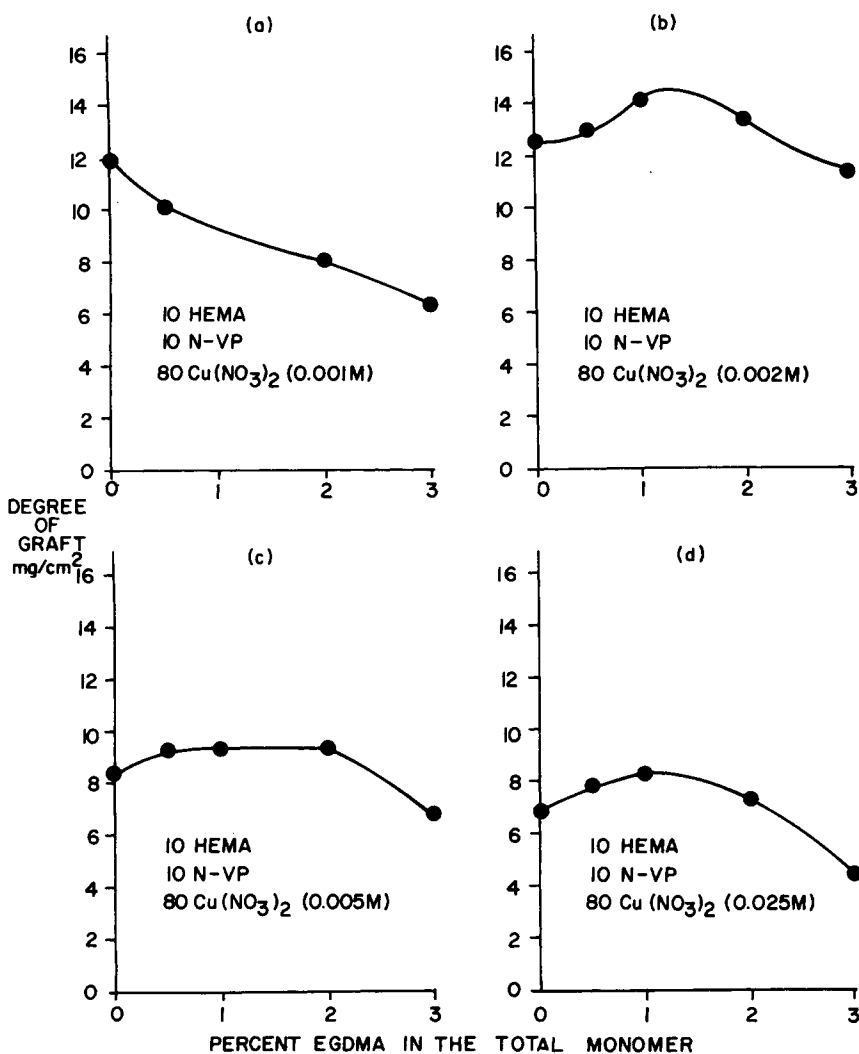 (a)
16
14
12
10
8
6
4
2
0
0 1 2 3
10 HEMA
10 N-VP
80 Cu(NO3)2 (0.001M)
(b)
16
14
12
10
8
6
4
2
0
0 1 2 3
10 HEMA
10 N-VP
80 Cu(NO3)2 (0.002M)
DEGREE
OF
GRAFT
mg/cm2
(c)
16
14
12
10
8
6
4
2
0
0 1 2 3
10 HEMA
10 N-VP
80 Cu(NO3)2 (0.005M)
(d)
16
14
12
10
8
6
4
2
0
0 1 2 3
10 HEMA
10 N-VP
80 Cu(NO3)2 (0.025M)
PERCENT EGDMA IN THE TOTAL MONOMER